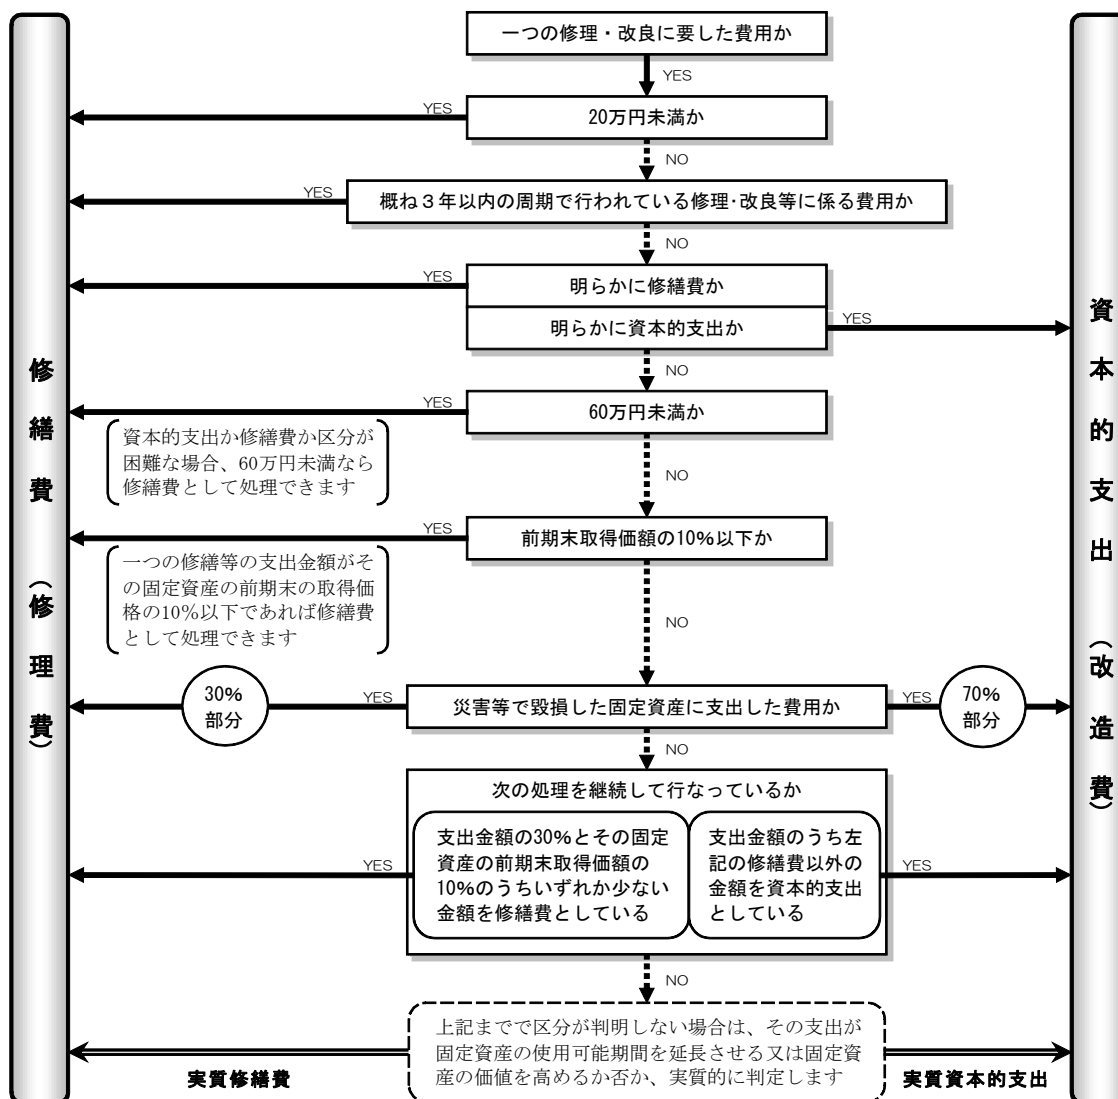 一つの修理・改良に要した費用か
YES
YES
20万円未満か
NO
YES
概ね３年以内の周期で行われている修理･改良等に係る費用か
NO
YES
明らかに修繕費か
明らかに資本的支出か
YES
NO
YES
60万円未満か
資本的支出か修繕費か区分が
困難な場合、60万円未満なら
修繕費として処理できます
NO
YES
前期末取得価額の10%以下か
一つの修繕等の支出金額がそ
の固定資産の前期末の取得価
格の10％以下であれば修繕費
として処理できます
NO
30%
部分
YES
災害等で毀損した固定資産に支出した費用か
YES
70%
部分
NO
次の処理を継続して行なっているか
YES
支出金額の30%とその固定
資産の前期末取得価額の
10%のうちいずれか少ない
金額を修繕費としている
支出金額のうち左
記の修繕費以外の
金額を資本的支出
としている
YES
NO
上記までで区分が判明しない場合は、その支出が
固定資産の使用可能期間を延長させる又は固定資
産の価値を高めるか否か、実質的に判定します
実質修繕費
実質資本的支出
修繕費（修理費）
資本的支出（改造費）